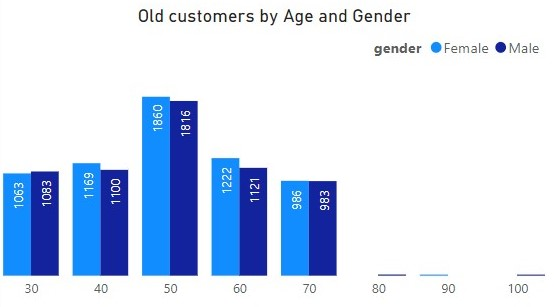 Old customers by Age and Gender
gender Female Male
1063 1083 1169 1100 1860 1816 1222 1121 986 983
30 40 50 60 70 80 90 100